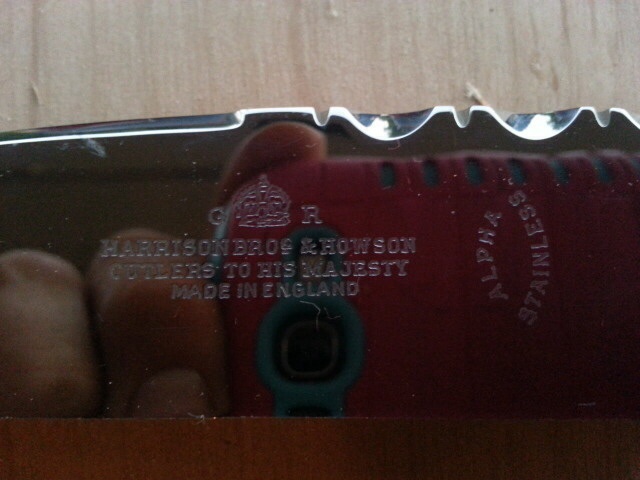 G R
HARRISON BROS & HOWSON
CUTLERS TO HIS MAJESTY
MADE IN ENGLAND
ALPHA
STAINLESS